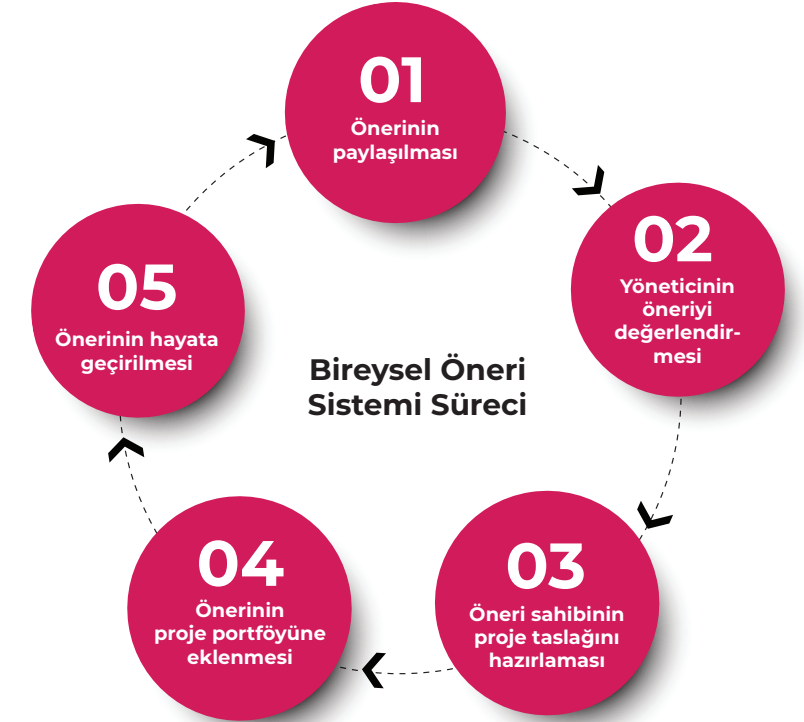 01
Önerinin
paylaşılması
02
Yöneticinin
öneriyi
değerlendir-
mesi
03
Öneri sahibinin
proje taslağını
hazırlaması
04
Önerinin
proje portföyüne
eklenmesi
05
Önerinin hayata
geçirilmesi
Bireysel Öneri
Sistemi Süreci